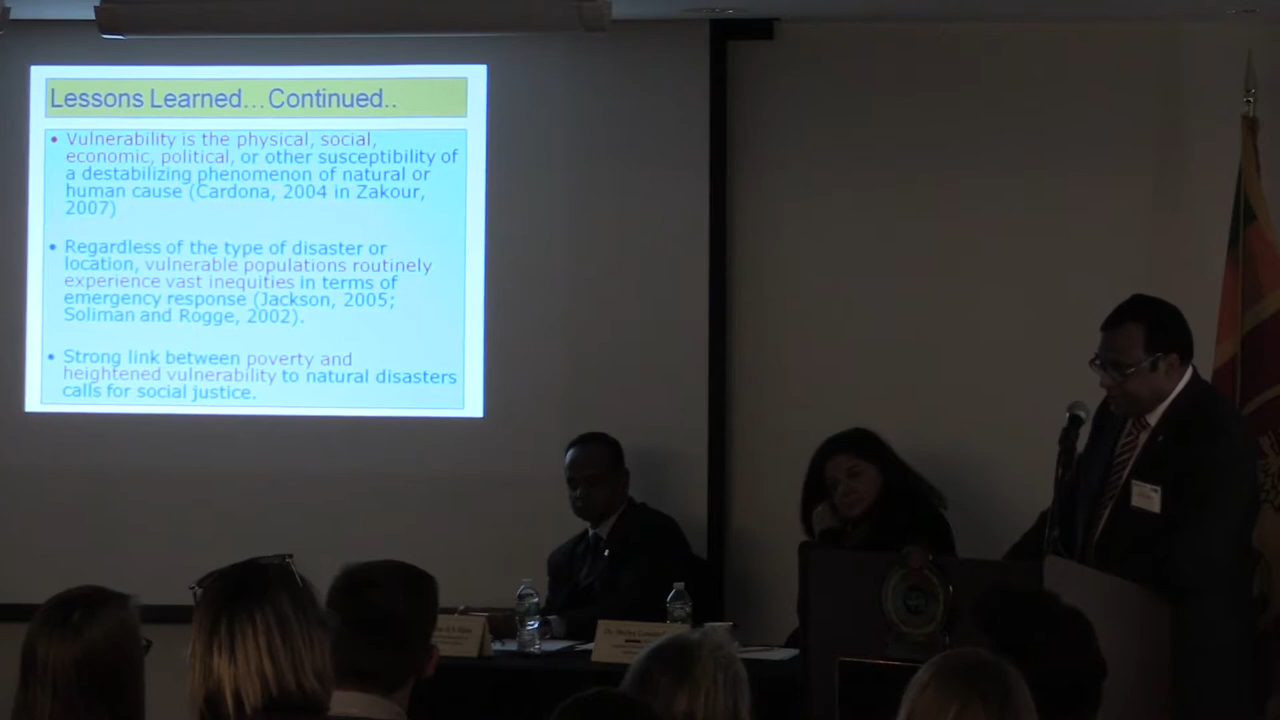 Lessons Learned...Continued..
• Vulnerability is the physical, social,
economic, political, or other susceptibility of
a destabilizing phenomenon of natural or
human cause (Cardona, 2004 in Zakour,
2007)
• Regardless of the type of disaster or
location, vulnerable populations routinely
experience vast inequities in terms of
emergency response (Jackson, 2005;
Soliman and Rogge, 2002).
• Strong link between poverty and
heightened vulnerability to natural disasters
calls for social justice.
Dr.